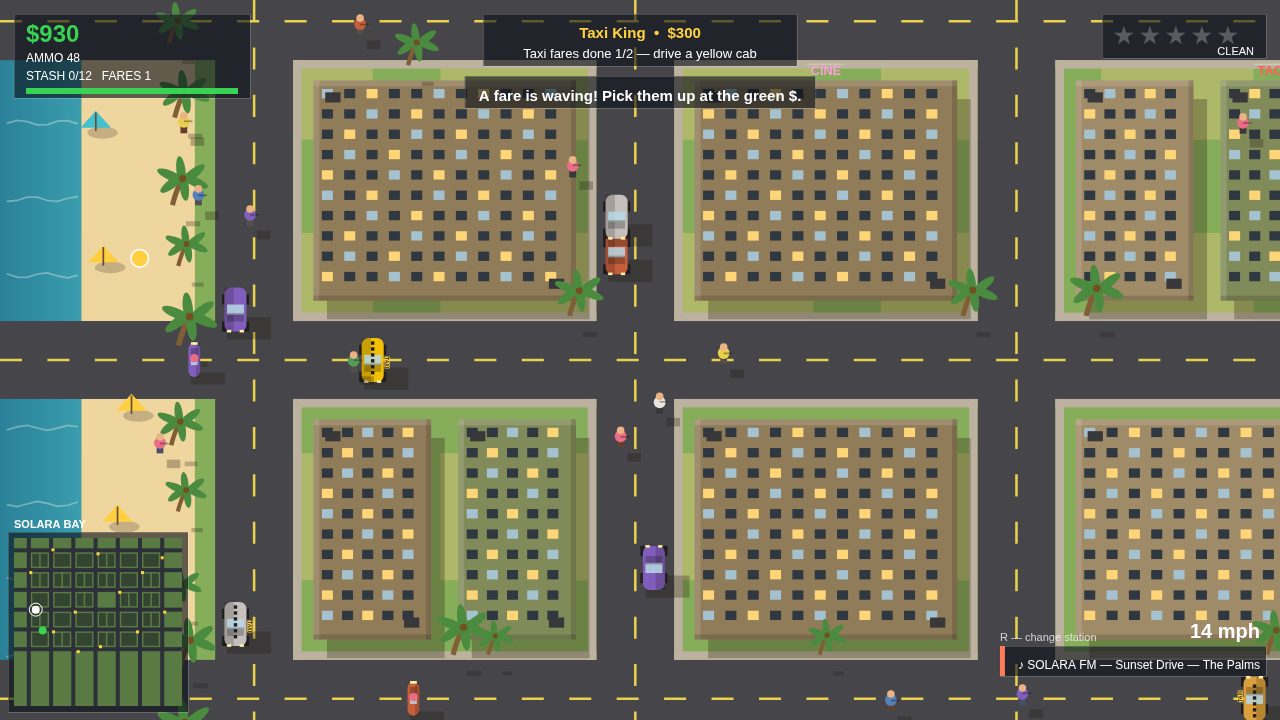 $930
AMMO 48
STASH 0/12 FARES 1
Taxi King • $300
Taxi fares done 1/2 — drive a yellow cab
A fare is waving! Pick them up at the green $.
★★★★★
CLEAN
CINE
SOLARA BAY
R — change station
14 mph
♪ SOLARA FM — Sunset Drive — The Palms